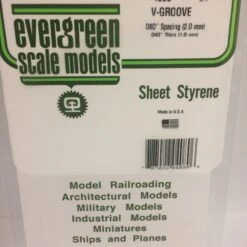 V-GROOVE
.080" Spacing (2.0 mm)
.040" Thick (1.0 mm)
evergreen
scale models
Sheet Styrene
Made in U.S.A.
Model Railroading
Architectural Models
Military Models
Industrial Models
Miniatures
Ships and Planes